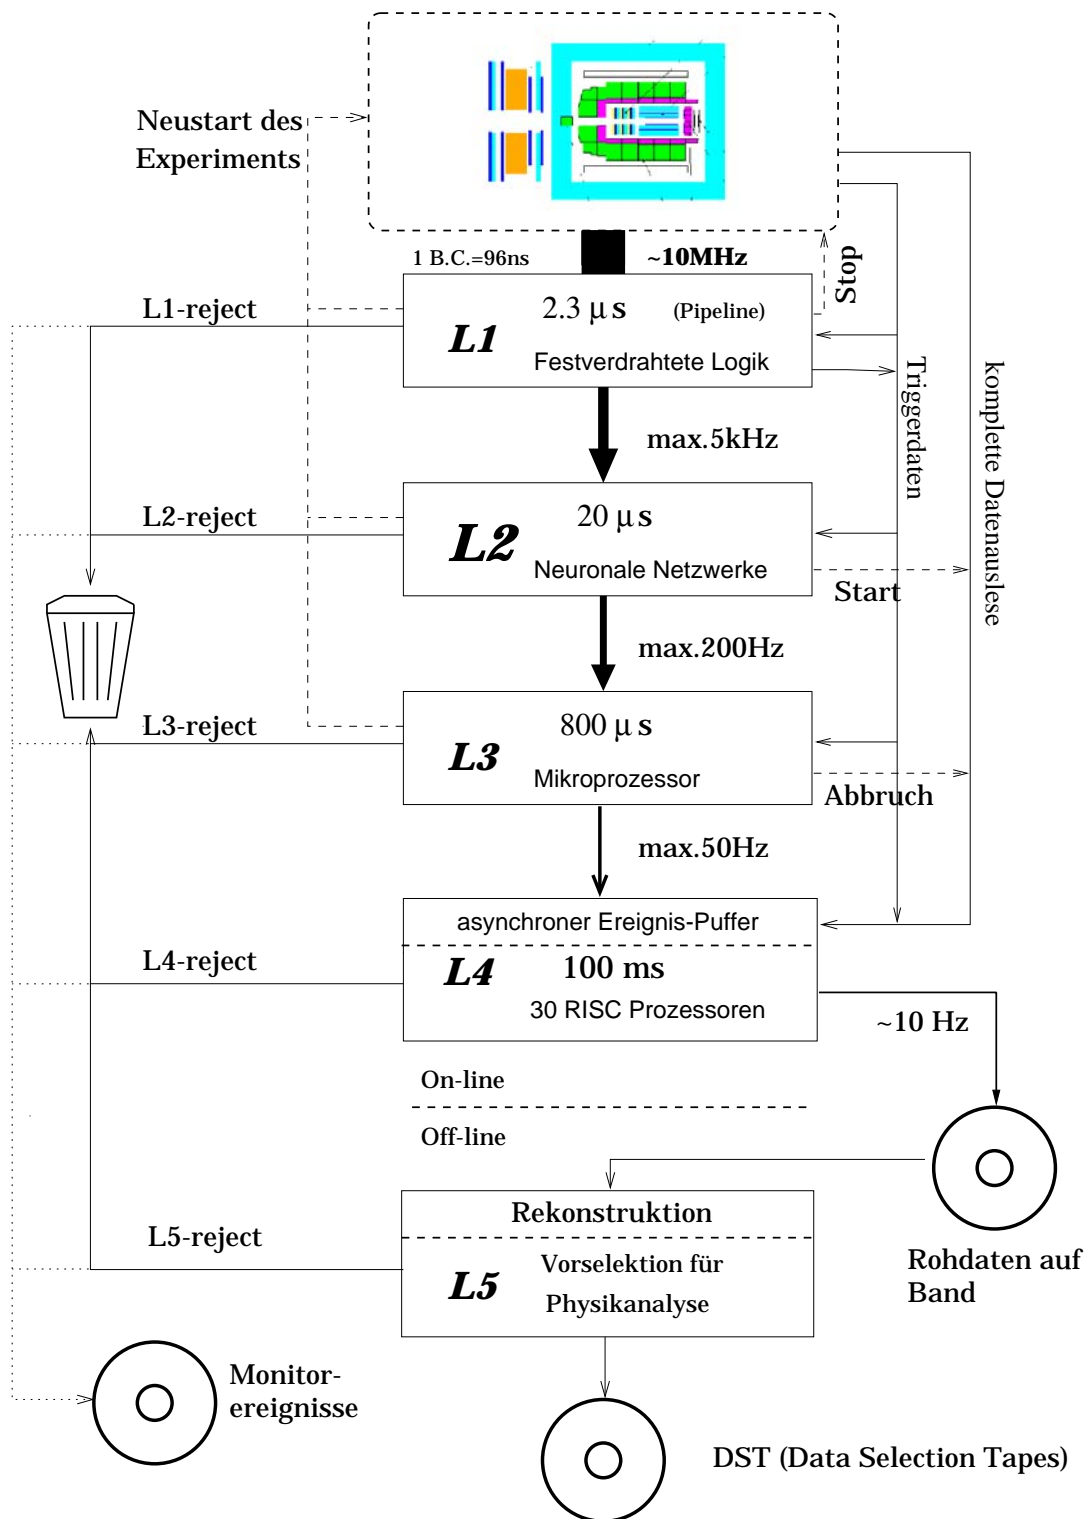 Neustart des
Experiments
1 B.C.=96ns
~10MHz
Stop
L1-reject
2.3 µs (Pipeline)
L1
Festverdrahtete Logik
Triggerdaten
komplette Datenauslese
max.5kHz
L2-reject
20 µs
L2
Neuronale Netzwerke
Start
max.200Hz
L3-reject
800 µs
L3
Mikroprozessor
Abbruch
max.50Hz
asynchroner Ereignis-Puffer
L4-reject
L4 100 ms
30 RISC Prozessoren
~10 Hz
On-line
Off-line
Rekonstruktion
L5-reject
Vorselektion für
L5
Physikanalyse
Rohdaten auf
Band
Monitor-
ereignisse
DST (Data Selection Tapes)